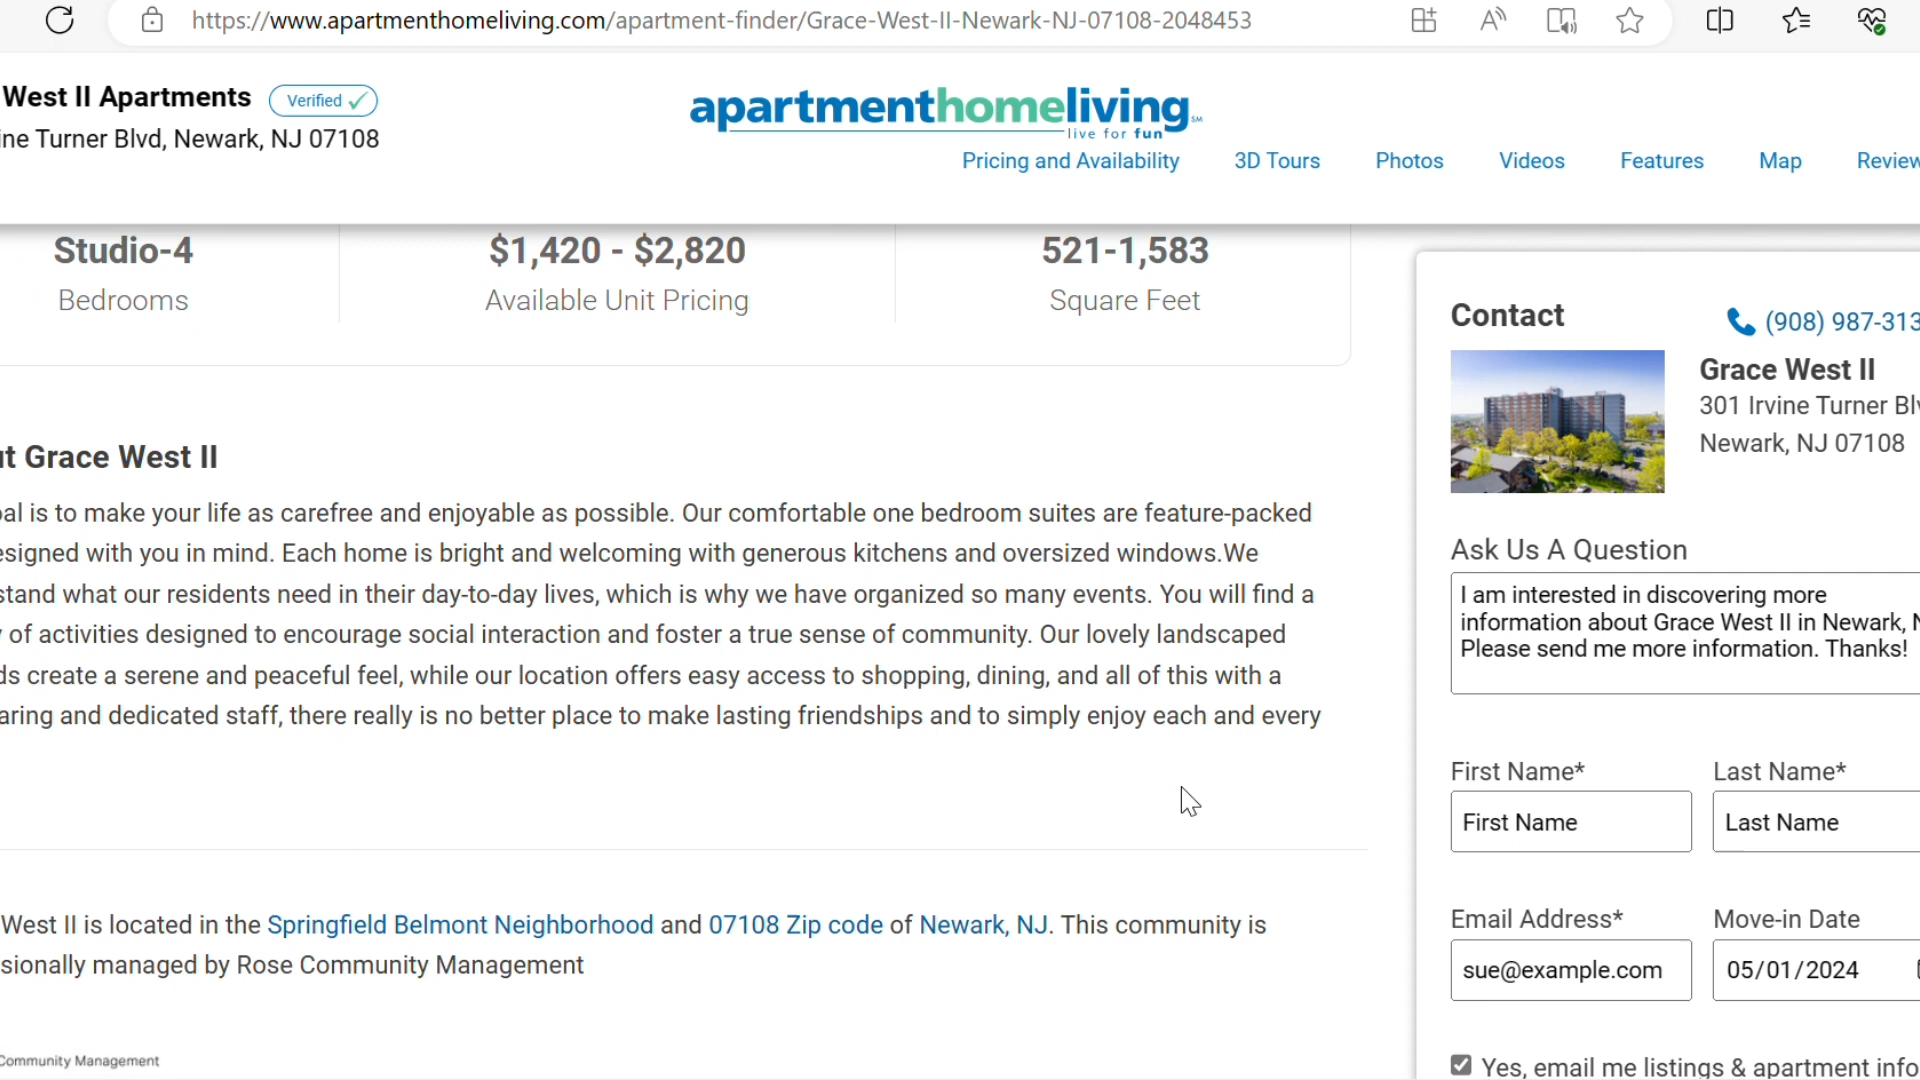 https://www.apartmenthomeliving.com/apartment-finder/Grace-West-II-Newark-NJ-07108-2048453
West II Apartments Verified
ine Turner Blvd, Newark, NJ 07108
apartmenthomeliving SM
live for fun
Pricing and Availability 3D Tours Photos Videos Features Map Review
Studio-4 $1,420 - $2,820 521-1,583
Bedrooms Available Unit Pricing Square Feet
Contact (908) 987-313
Grace West II
301 Irvine Turner Blv
Newark, NJ 07108
ut Grace West II
oal is to make your life as carefree and enjoyable as possible. Our comfortable one bedroom suites are feature-packed
esigned with you in mind. Each home is bright and welcoming with generous kitchens and oversized windows.We
stand what our residents need in their day-to-day lives, which is why we have organized so many events. You will find a
y of activities designed to encourage social interaction and foster a true sense of community. Our lovely landscaped
ds create a serene and peaceful feel, while our location offers easy access to shopping, dining, and all of this with a
aring and dedicated staff, there really is no better place to make lasting friendships and to simply enjoy each and every
Ask Us A Question
I am interested in discovering more
information about Grace West II in Newark, N
Please send me more information. Thanks!
First Name* Last Name*
First Name Last Name
West II is located in the Springfield Belmont Neighborhood and 07108 Zip code of Newark, NJ. This community is
sionally managed by Rose Community Management
Email Address* Move-in Date
sue@example.com 05/01/2024
Community Management
Yes, email me listings & apartment info